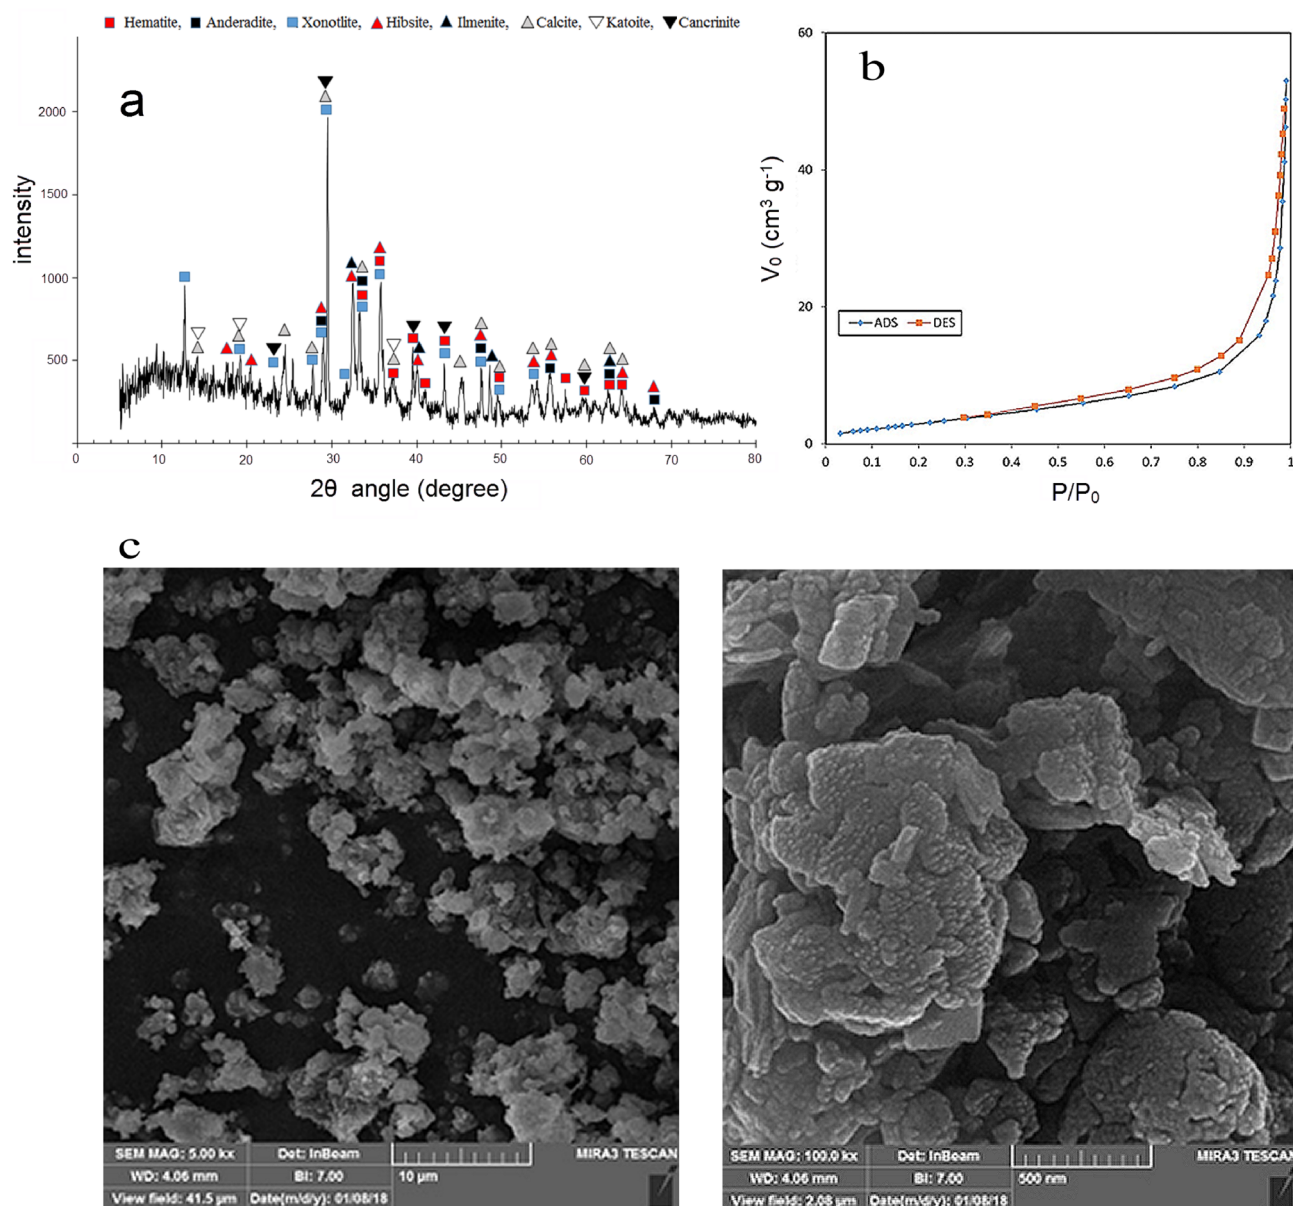 Hematite, Anderadite, Xonotlite, Hibsite, Ilmenite, Calcite, Katoite, Cancrinite
a
intensity
2000
1500
1000
500
0 10 20 30 40 50 60 70 80
2θ angle (degree)
b
V₀ (cm³ g⁻¹)
60
40
20
0
ADS DES
0 0.1 0.2 0.3 0.4 0.5 0.6 0.7 0.8 0.9 1
P/P₀
c
SEM MAG: 5.00 kx Det: InBeam MIRA3 TESCAN
WD: 4.06 mm BI: 7.00 10 µm
View field: 41.5 µm Date(m/d/y): 01/08/18
SEM MAG: 100.0 kx Det: InBeam MIRA3 TESCAN
WD: 4.06 mm BI: 7.00 500 nm
View field: 2.08 µm Date(m/d/y): 01/08/18